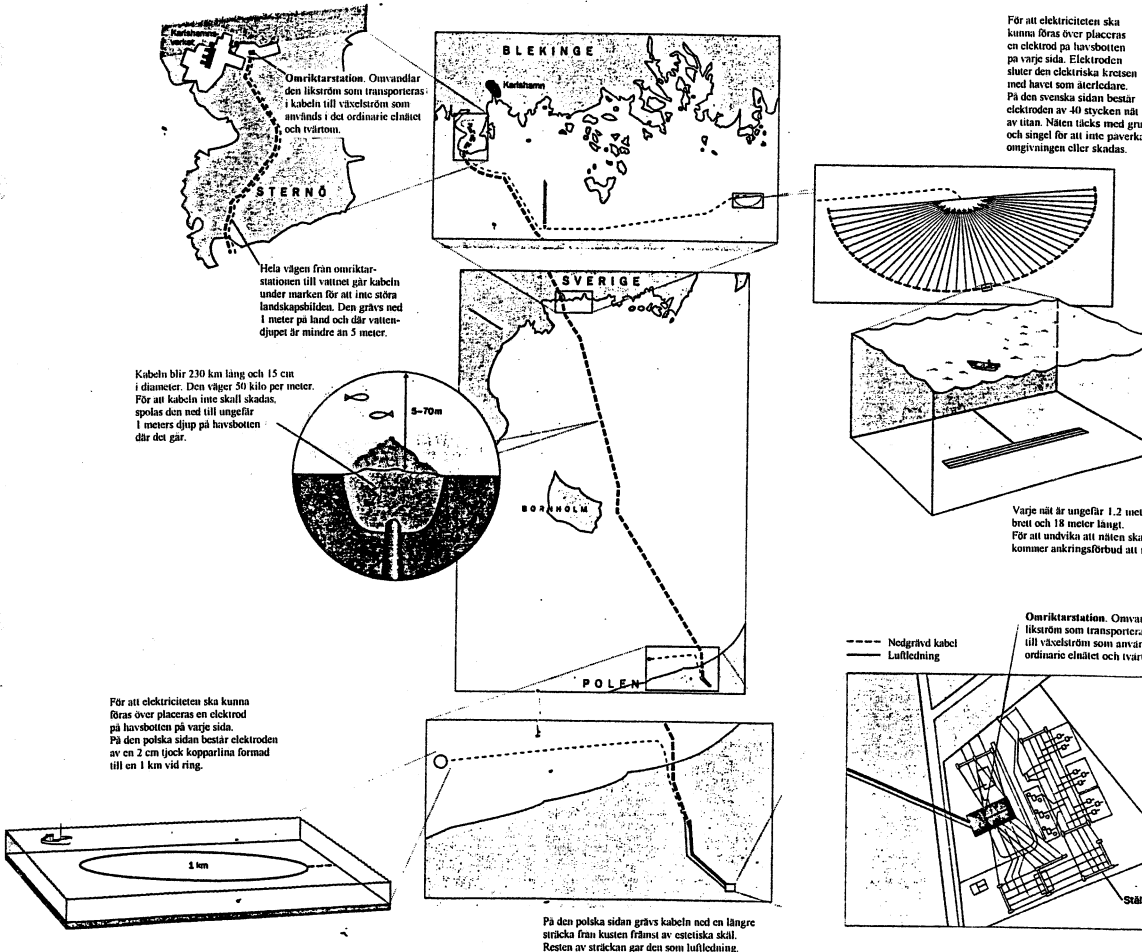 Karlshamns
verket
Omriktarstation. Omvandlar
den likström som transporteras
i kabeln till växelström som
används i det ordinarie elnätet
och tvärtom.
STERNÖ
Hela vägen från omriktar-
stationen till vattnet går kabeln
under marken för att inte störa
landskapsbilden. Den grävs ned
1 meter på land och där vatten-
djupet är mindre än 5 meter.
BLEKINGE
Karlshamn
För att elektriciteten ska
kunna föras över placeras
en elektrod på havsbotten
på varje sida. Elektroden
sluter den elektriska kretsen
med havet som återledare.
På den svenska sidan består
elektroden av 40 stycken nät
av titan. Näten täcks med gru
och singel för att inte påverka
omgivningen eller skadas.
Kabeln blir 230 km lång och 15 cm
i diameter. Den väger 50 kilo per meter.
För att kabeln inte skall skadas,
spolas den ned till ungefär
1 meters djup på havsbotten
där det går.
5–70m
SVERIGE
BORNHOLM
POLEN
Varje nät är ungefär 1.2 mete
brett och 18 meter långt.
För att undvika att näten ska
kommer ankringsförbud att
Nedgrävd kabel
Luftledning
Omriktarstation. Omvan
likström som transportera
till växelström som använ
ordinarie elnätet och tvärt
Stål
För att elektriciteten ska kunna
föras över placeras en elektrod
på havsbotten på varje sida.
På den polska sidan består elektroden
av en 2 cm tjock kopparlina formad
till en 1 km vid ring.
1 km
På den polska sidan grävs kabeln ned en längre
sträcka från kusten främst av estetiska skäl.
Resten av sträckan går den som luftledning.